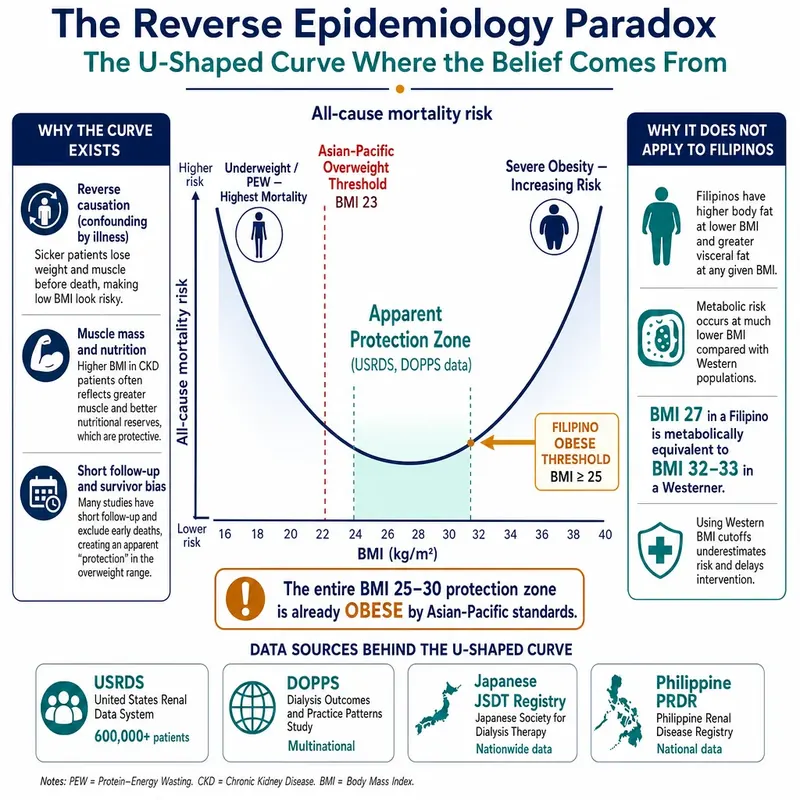 The Reverse Epidemiology Paradox
The U-Shaped Curve Where the Belief Comes From
WHY THE CURVE
EXISTS
Reverse
causation
(confounding
by illness)
Sicker patients lose
weight and muscle
before death, making
low BMI look risky.
Muscle mass
and nutrition
Higher BMI in CKD
patients often
reflects greater
muscle and better
nutritional reserves,
which are protective.
Short follow-up
and survivor bias
Many studies have
short follow-up and
exclude early deaths,
creating an apparent
"protection" in the
overweight range.
All-cause mortality risk
Higher
risk
All-cause mortality risk
Lower
risk
Underweight /
PEW –
Highest Mortality
Asian-Pacific
Overweight
Threshold
BMI 23
Severe Obesity –
Increasing Risk
Apparent
Protection Zone
(USRDS, DOPPS data)
FILIPINO
OBESE
THRESHOLD
BMI ≥ 25
16 20 18 20 22 24 26 28 30 32 34 36 38 40
BMI (kg/m²)
The entire BMI 25–30 protection zone
is already OBESE by Asian-Pacific standards.
WHY IT DOES NOT
APPLY TO FILIPINOS
Filipinos have
higher body fat
at lower BMI
and greater
visceral fat
at any given BMI.
Metabolic risk
occurs at much
lower BMI
compared with
Western
populations.
BMI 27 in a Filipino
is metabolically
equivalent to
BMI 32–33 in
a Westerner.
Using Western
BMI cutoffs
underestimates
risk and delays
intervention.
DATA SOURCES BEHIND THE U-SHAPED CURVE
USRDS
United States Renal
Data System
600,000+ patients
DOPPS
Dialysis Outcomes
and Practice Patterns
Study
Multinational
Japanese
JSDT Registry
Japanese Society for
Dialysis Therapy
Nationwide data
Philippine
PRDR
Philippine Renal
Disease Registry
National data
Notes: PEW = Protein–Energy Wasting. CKD = Chronic Kidney Disease. BMI = Body Mass Index.